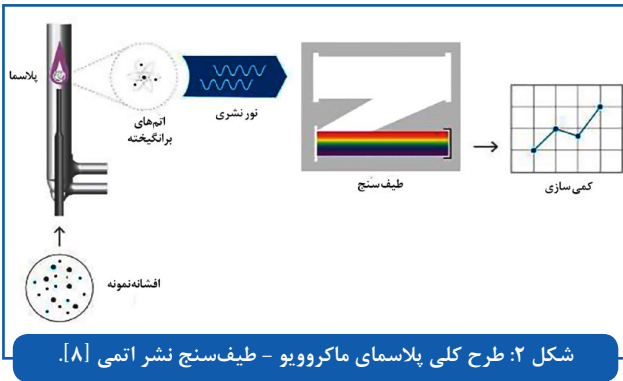 پلاسما
اتم‌های
برانگیخته
نور نشری
طیف‌سنج
کمی سازی
افشانه‌نمونه
شکل ۲: طرح کلی پلاسمای ماکروویو - طیف‌سنج نشر اتمی [۸].